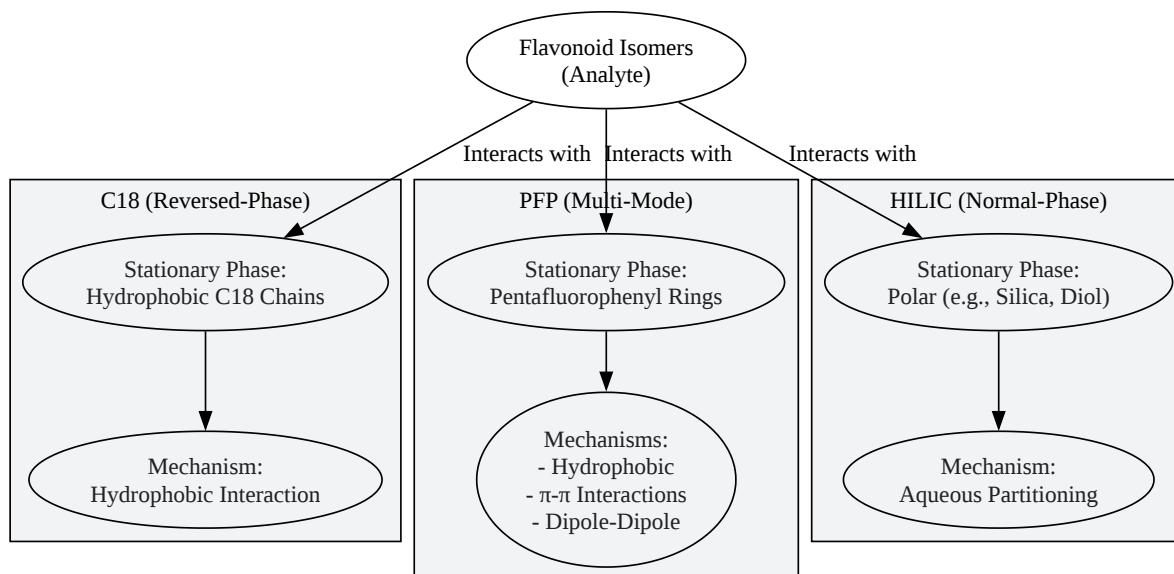 Flavonoid Isomers
(Analyte)
Interacts with
Interacts with
Interacts with
C18 (Reversed-Phase)
Stationary Phase:
Hydrophobic C18 Chains
Mechanism:
Hydrophobic Interaction
PFP (Multi-Mode)
Stationary Phase:
Pentafluorophenyl Rings
Mechanisms:
- Hydrophobic
- π-π Interactions
- Dipole-Dipole
HILIC (Normal-Phase)
Stationary Phase:
Polar (e.g., Silica, Diol)
Mechanism:
Aqueous Partitioning